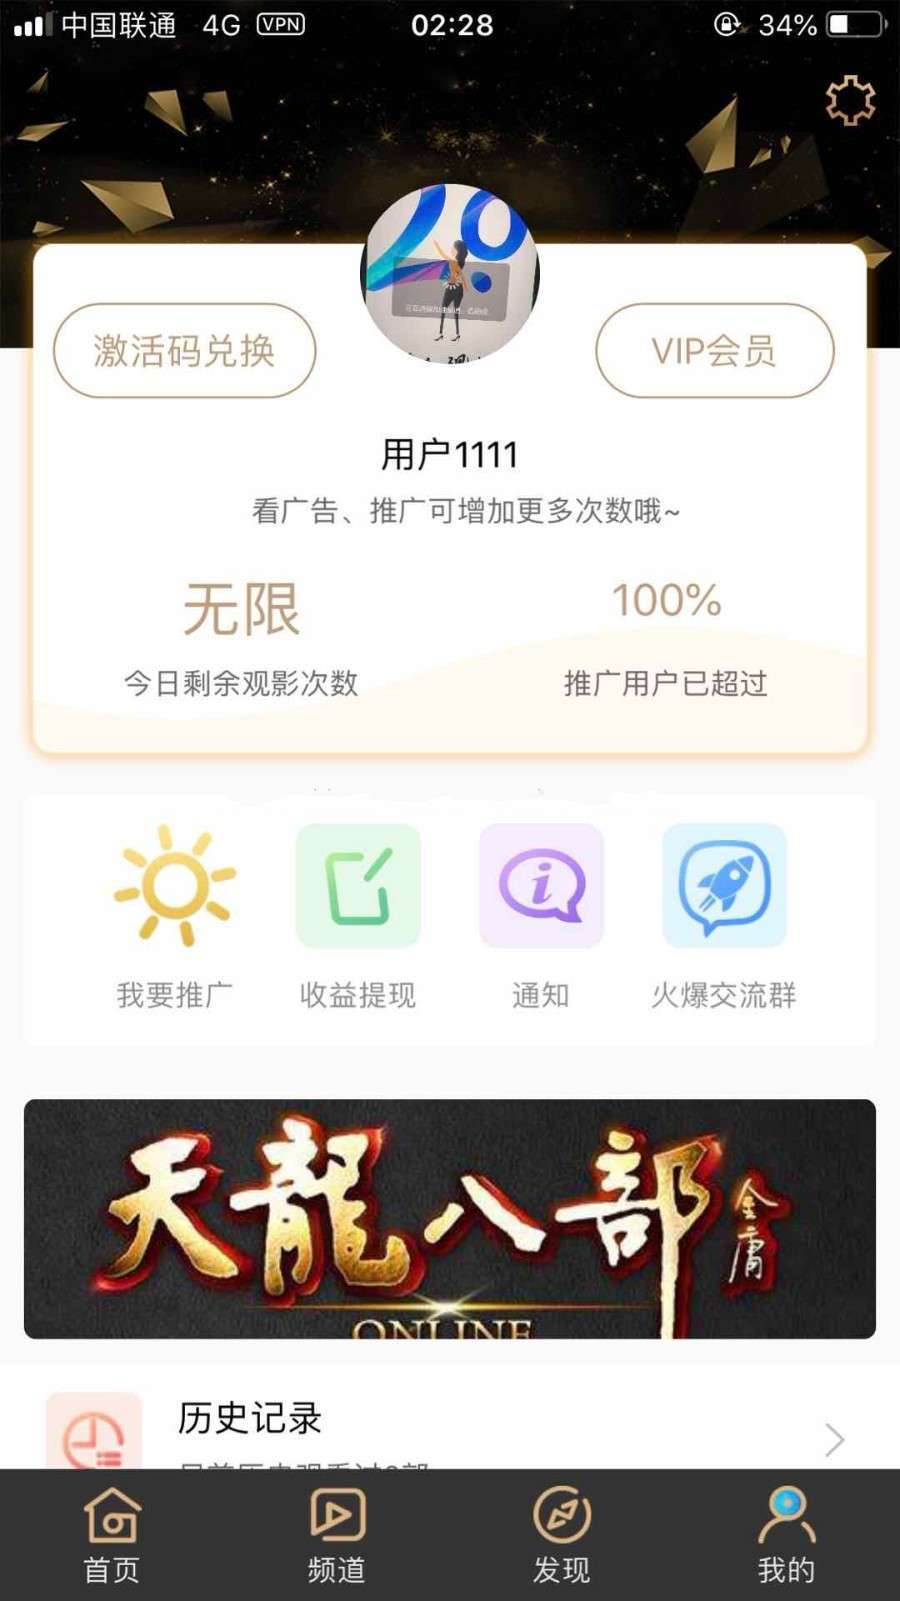 中国联通 4G VPN 02:28 34%
激活码兑换
VIP会员
用户1111
看广告、推广可增加更多次数哦~
无限 100%
今日剩余观影次数 推广用户已超过
我要推广 收益提现 通知 火爆交流群
天龍八部 金庸
ONLINE
历史记录
首页 频道 发现 我的